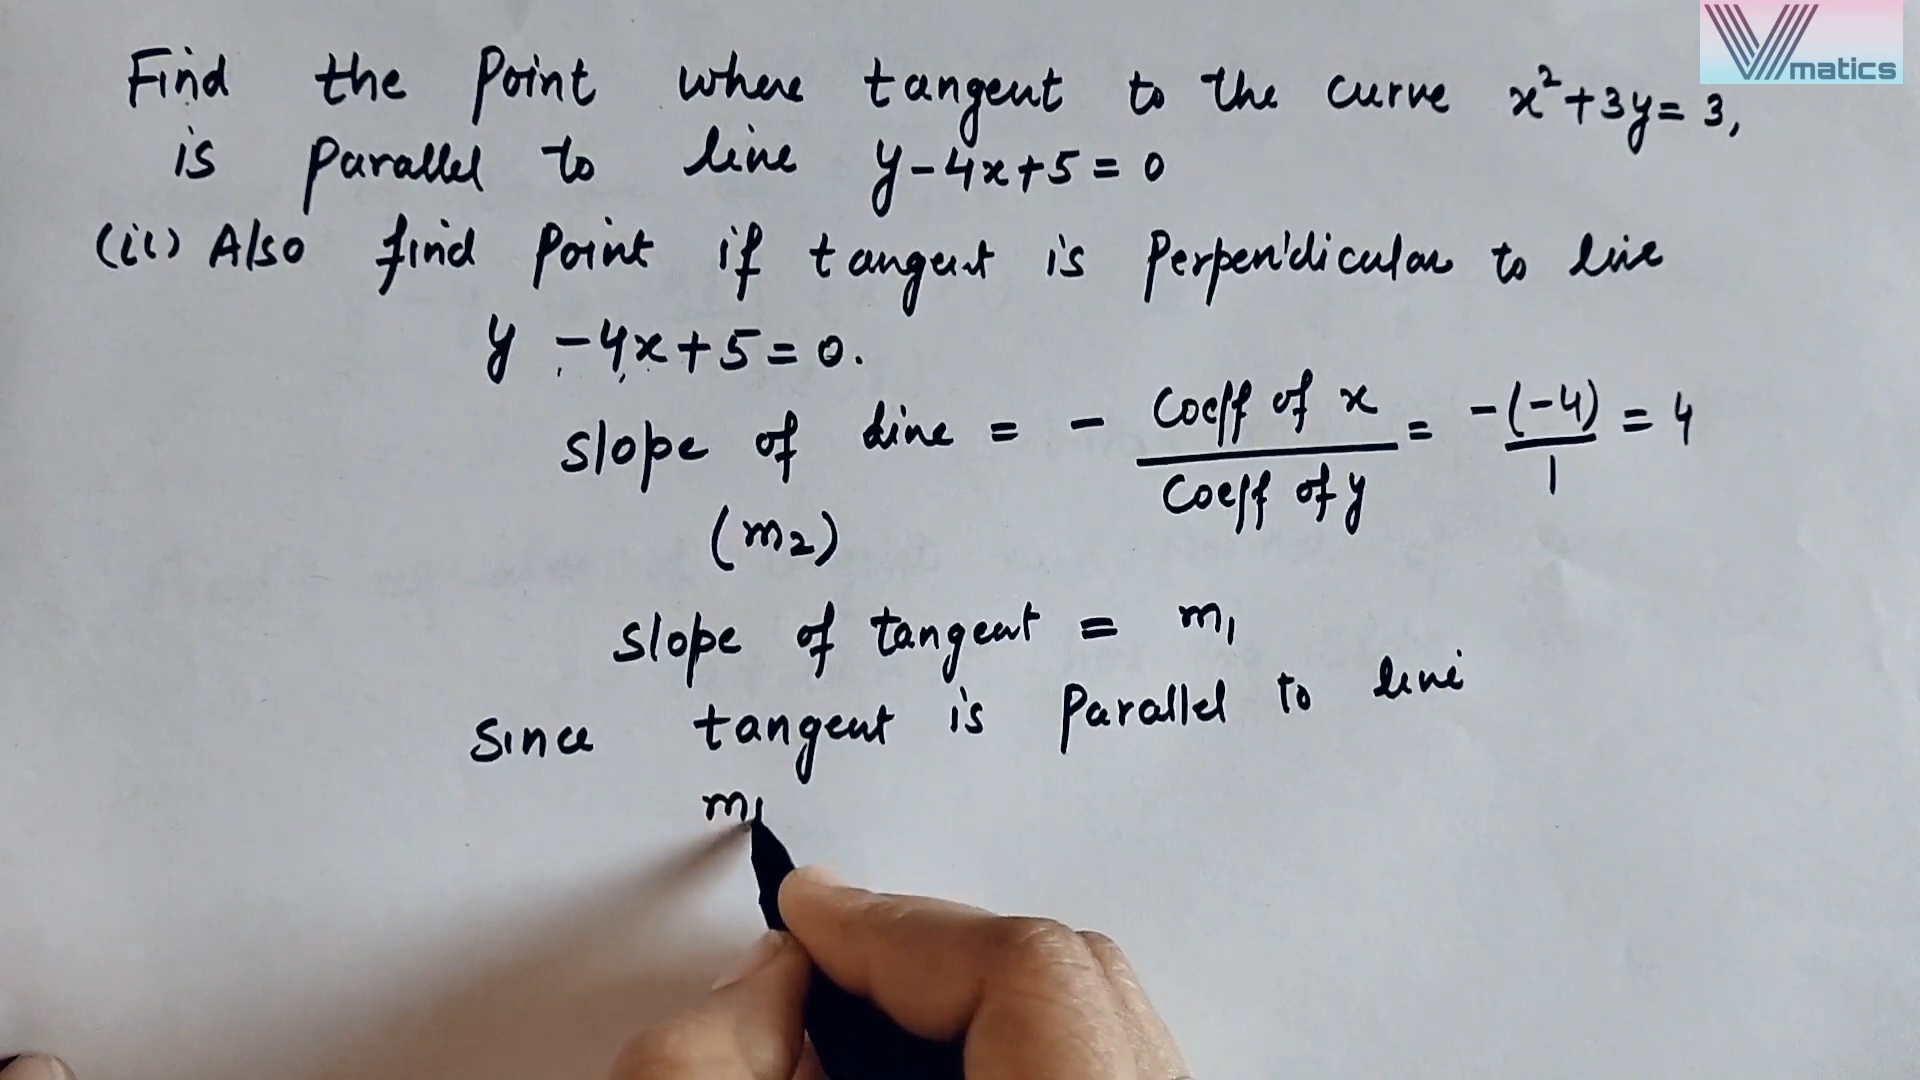 Vmatics
Find the Point where tangent to the curve x²+3y=3,
is Parallel to line y-4x+5=0
(ii) Also find Point if tangent is Perpendicular to line
y -4x+5=0.
Slope of Line = - Coeff of x / Coeff of y = -(-4)/1 = 4
(m₂)
Slope of tangent = m₁
Since tangent is Parallel to line
m₁